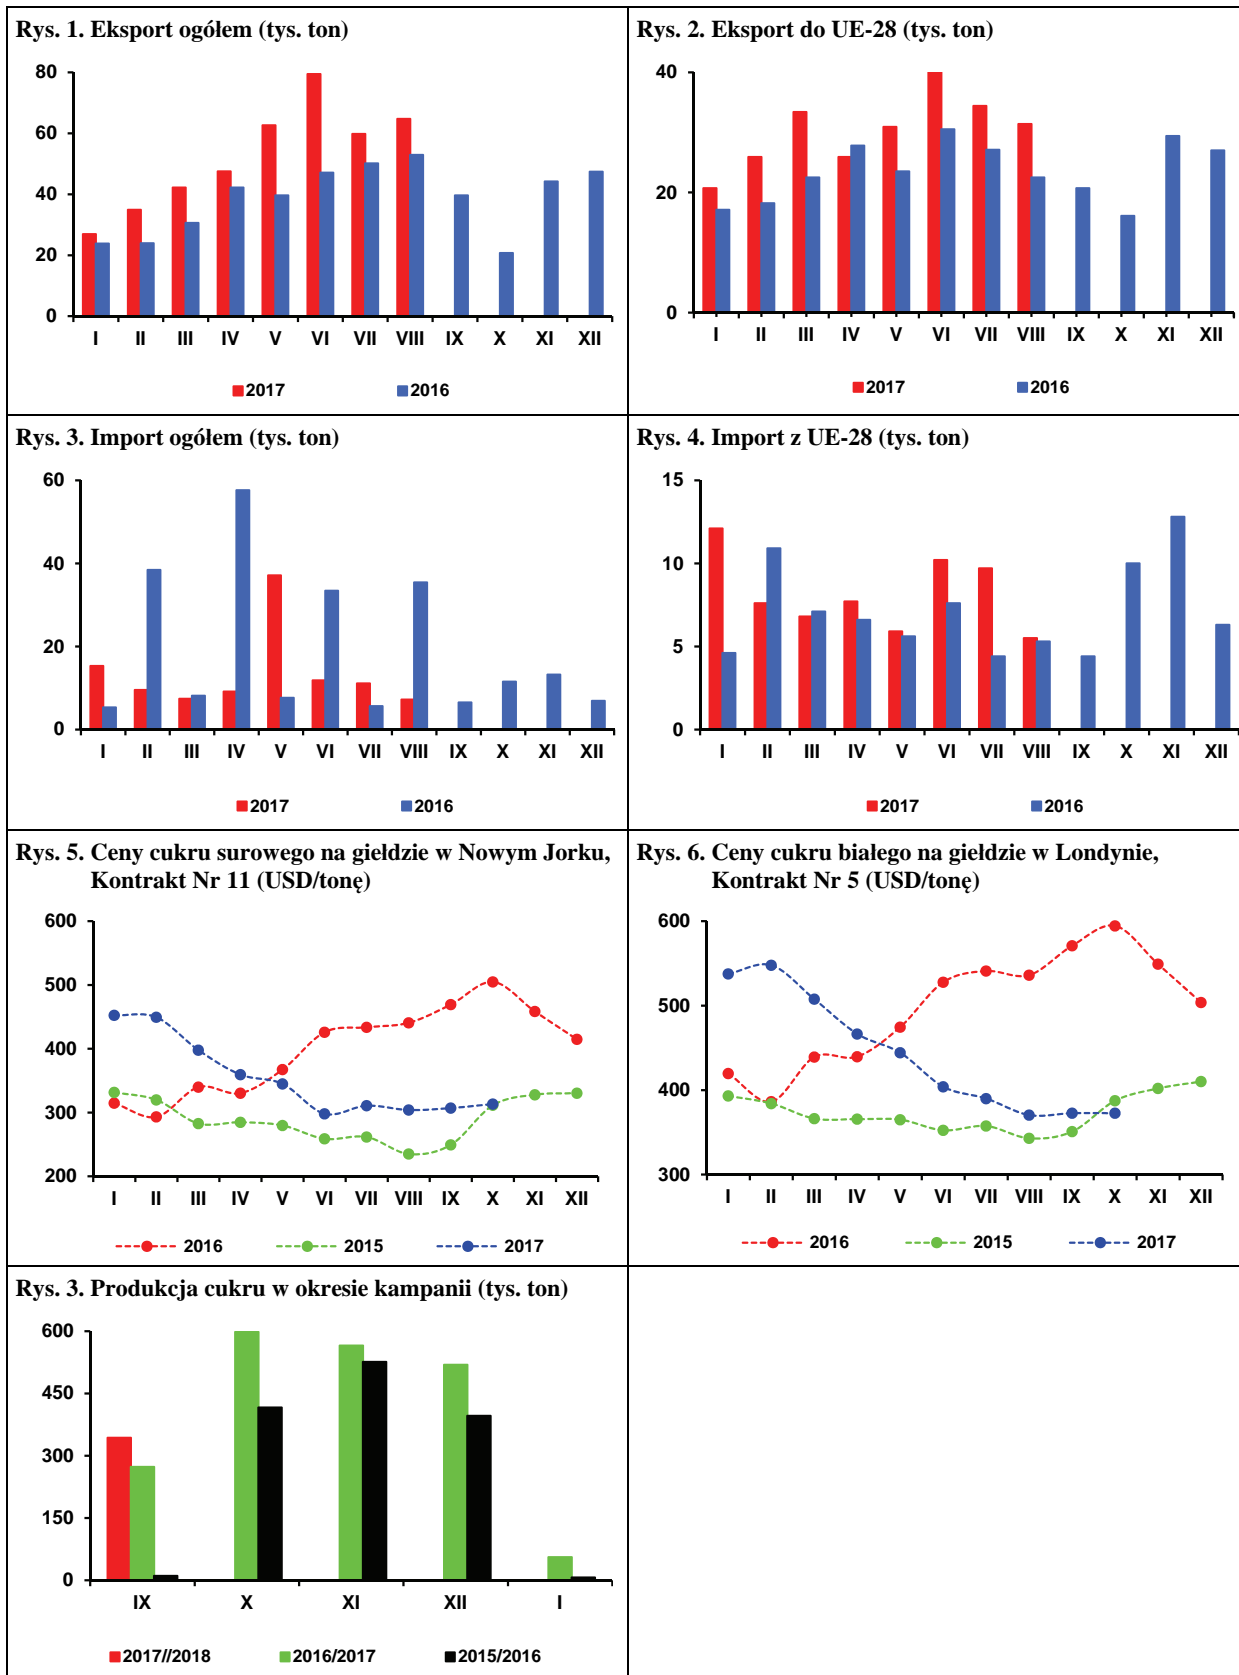 Rys. 1. Eksport ogółem (tys. ton)
80
60
40
20
0
I II III IV V VI VII VIII IX X XI XII
2017 2016
Rys. 2. Eksport do UE-28 (tys. ton)
40
20
0
I II III IV V VI VII VIII IX X XI XII
2017 2016
Rys. 3. Import ogółem (tys. ton)
60
40
20
0
I II III IV V VI VII VIII IX X XI XII
2017 2016
Rys. 4. Import z UE-28 (tys. ton)
15
10
5
0
I II III IV V VI VII VIII IX X XI XII
2017 2016
Rys. 5. Ceny cukru surowego na giełdzie w Nowym Jorku,
Kontrakt Nr 11 (USD/tonę)
600
500
400
300
200
I II III IV V VI VII VIII IX X XI XII
2016 2015 2017
Rys. 6. Ceny cukru białego na giełdzie w Londynie,
Kontrakt Nr 5 (USD/tonę)
600
500
400
300
I II III IV V VI VII VIII IX X XI XII
2016 2015 2017
Rys. 3. Produkcja cukru w okresie kampanii (tys. ton)
600
450
300
150
0
IX X XI XII I
2017//2018 2016/2017 2015/2016